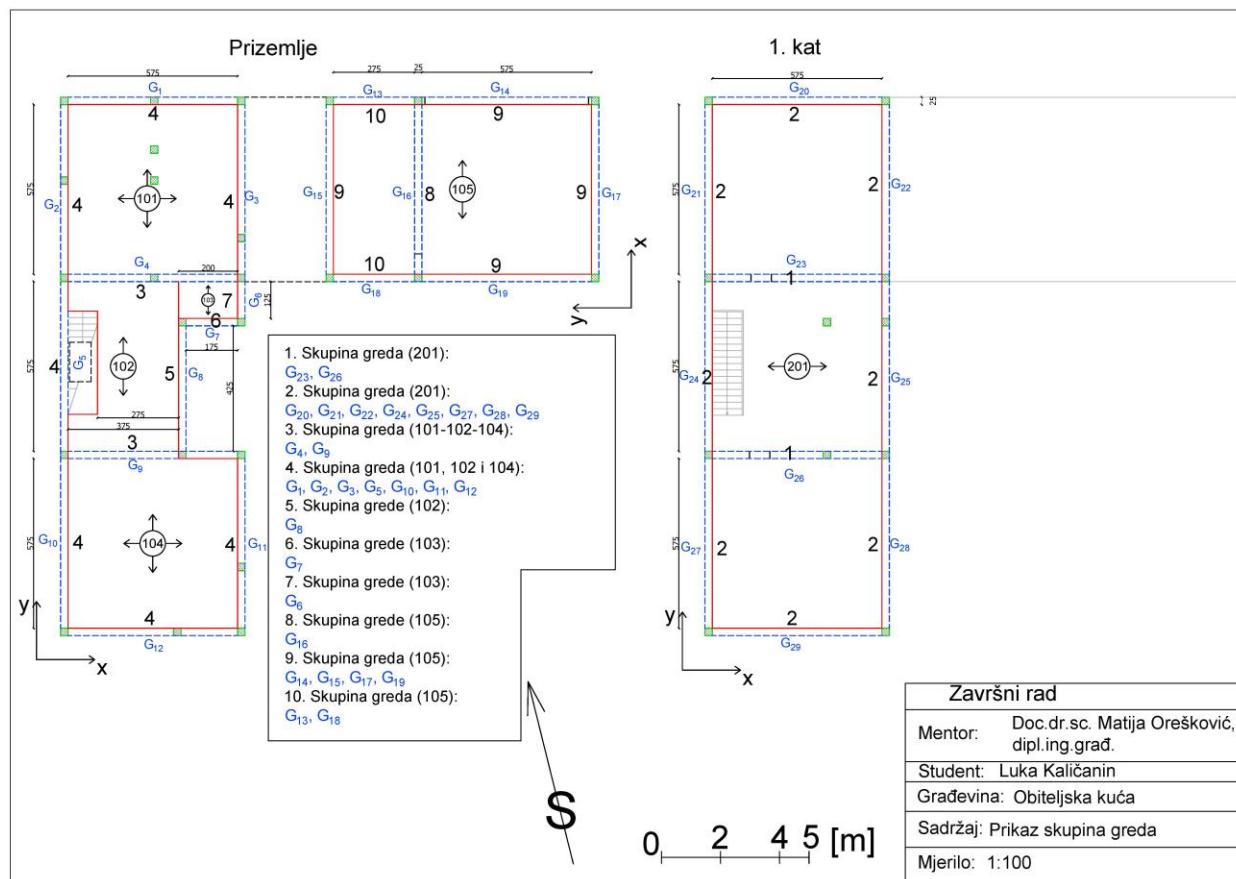 Prizemlje
1. kat
575
275
25
575
575
G1
G13
G14
G20
4
10
9
2
25
575
G2
4
101
4
G3
G15
9
G16
8
105
9
G17
575
G21
2
2
G22
G4
200
10
9
G23
1
3
103
7
G6
125
G18
G19
x
y
6
G7
175
575
4
G5
102
5
G8
425
275
375
3
G9
575
G24
2
201
2
G25
1
G26
1. Skupina greda (201):
G23, G26
2. Skupina greda (201):
G20, G21, G22, G24, G25, G27, G28, G29
3. Skupina greda (101-102-104):
G4, G9
4. Skupina greda (101, 102 i 104):
G1, G2, G3, G5, G10, G11, G12
5. Skupina grede (102):
G8
6. Skupina grede (103):
G7
7. Skupina grede (103):
G6
8. Skupina grede (105):
G16
9. Skupina greda (105):
G14, G15, G17, G19
10. Skupina greda (105):
G13, G18
575
G10
4
104
4
G11
4
G12
y
x
575
G27
2
2
G28
2
G29
y
x
S
0 2 4 5 [m]
Završni rad
Mentor: Doc.dr.sc. Matija Orešković,
dipl.ing.građ.
Student: Luka Kaličanin
Građevina: Obiteljska kuća
Sadržaj: Prikaz skupina greda
Mjerilo: 1:100